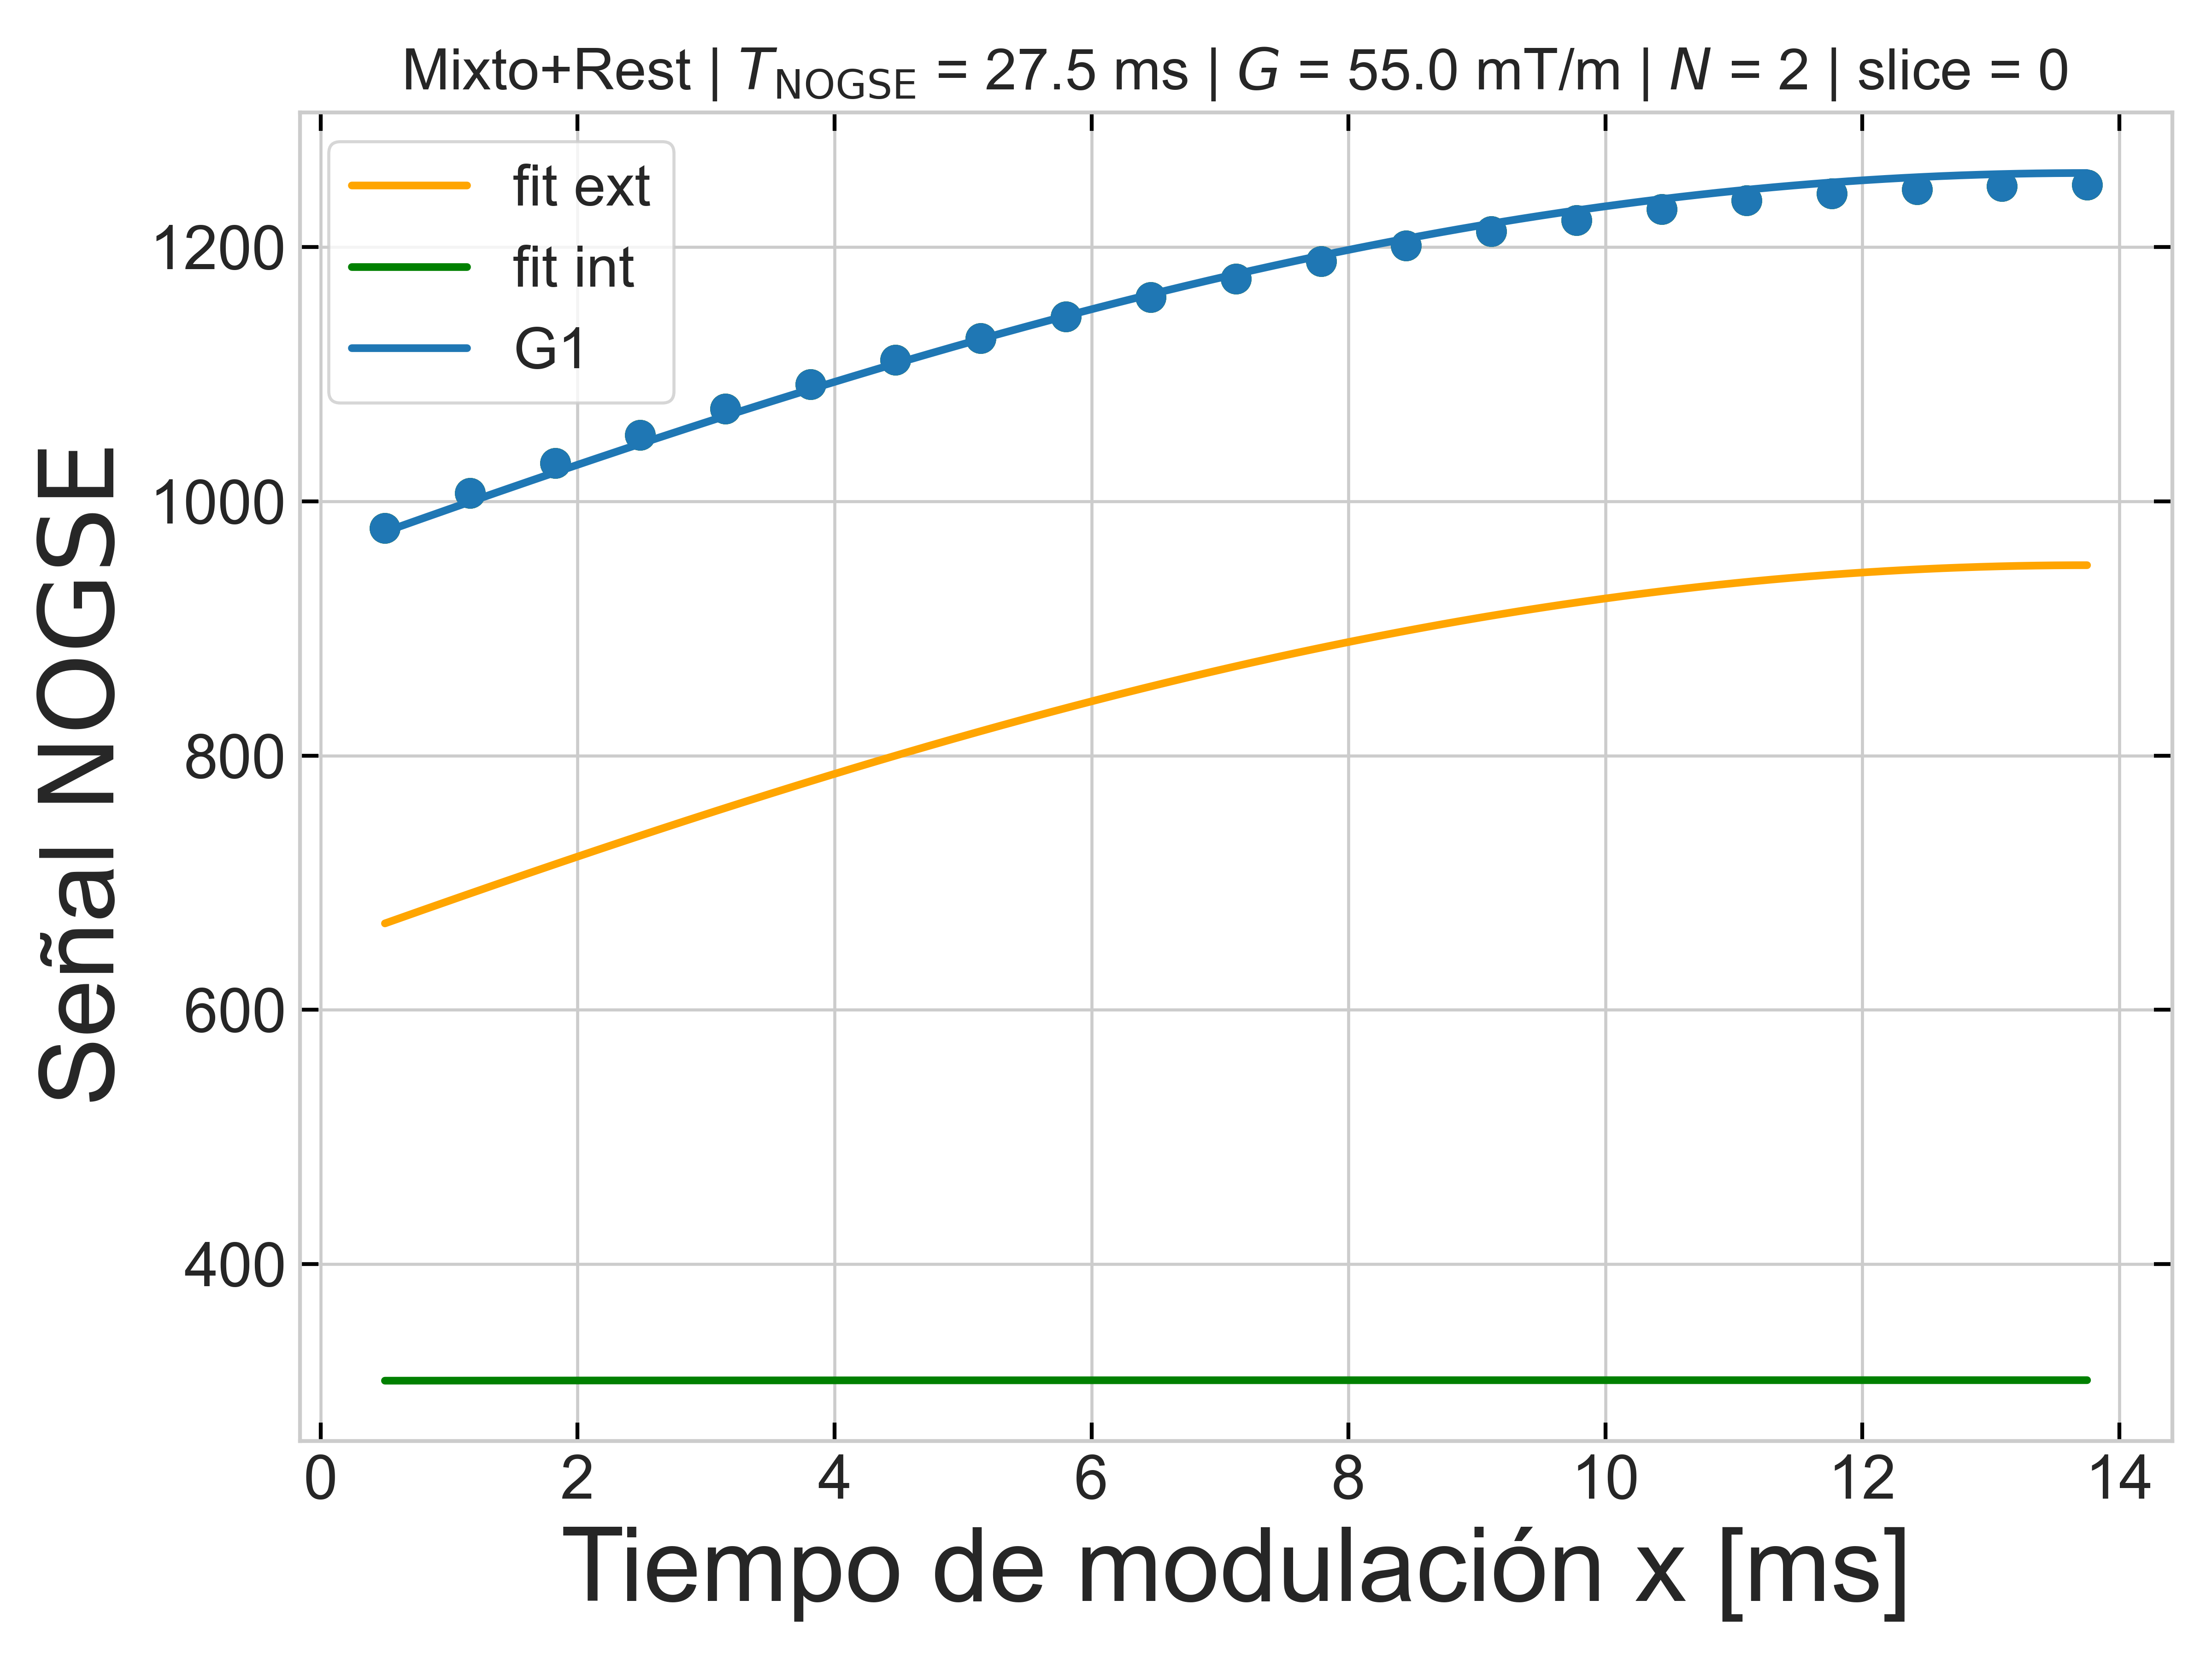 Mixto+Rest | T_NOGSE = 27.5 ms | G = 55.0 mT/m | N = 2 | slice = 0
fit ext
fit int
G1
Señal NOGSE
1200
1000
800
600
400
0 2 4 6 8 10 12 14
Tiempo de modulación x [ms]